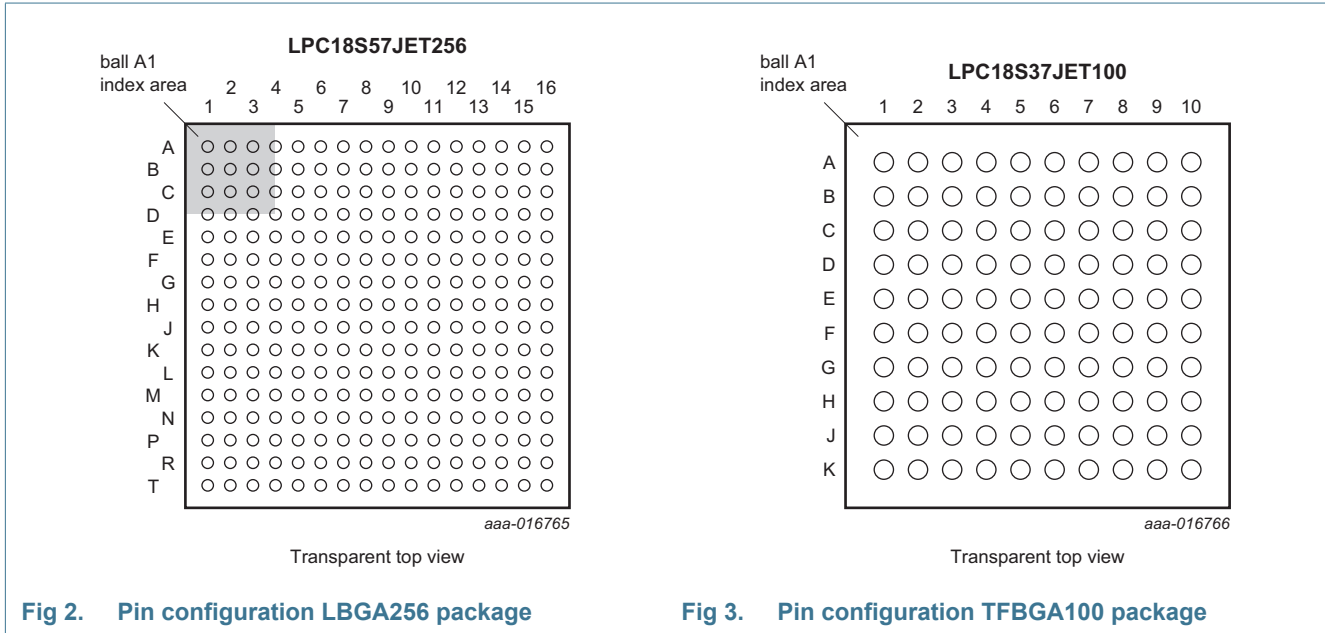 LPC18S57JET256
ball A1
index area
2 4 6 8 10 12 14 16
1 3 5 7 9 11 13 15
A
B
C
D
E
F
G
H
J
K
L
M
N
P
R
T
aaa-016765
Transparent top view
Fig 2. Pin configuration LBGA256 package
LPC18S37JET100
ball A1
index area
1 2 3 4 5 6 7 8 9 10
A
B
C
D
E
F
G
H
J
K
aaa-016766
Transparent top view
Fig 3. Pin configuration TFBGA100 package